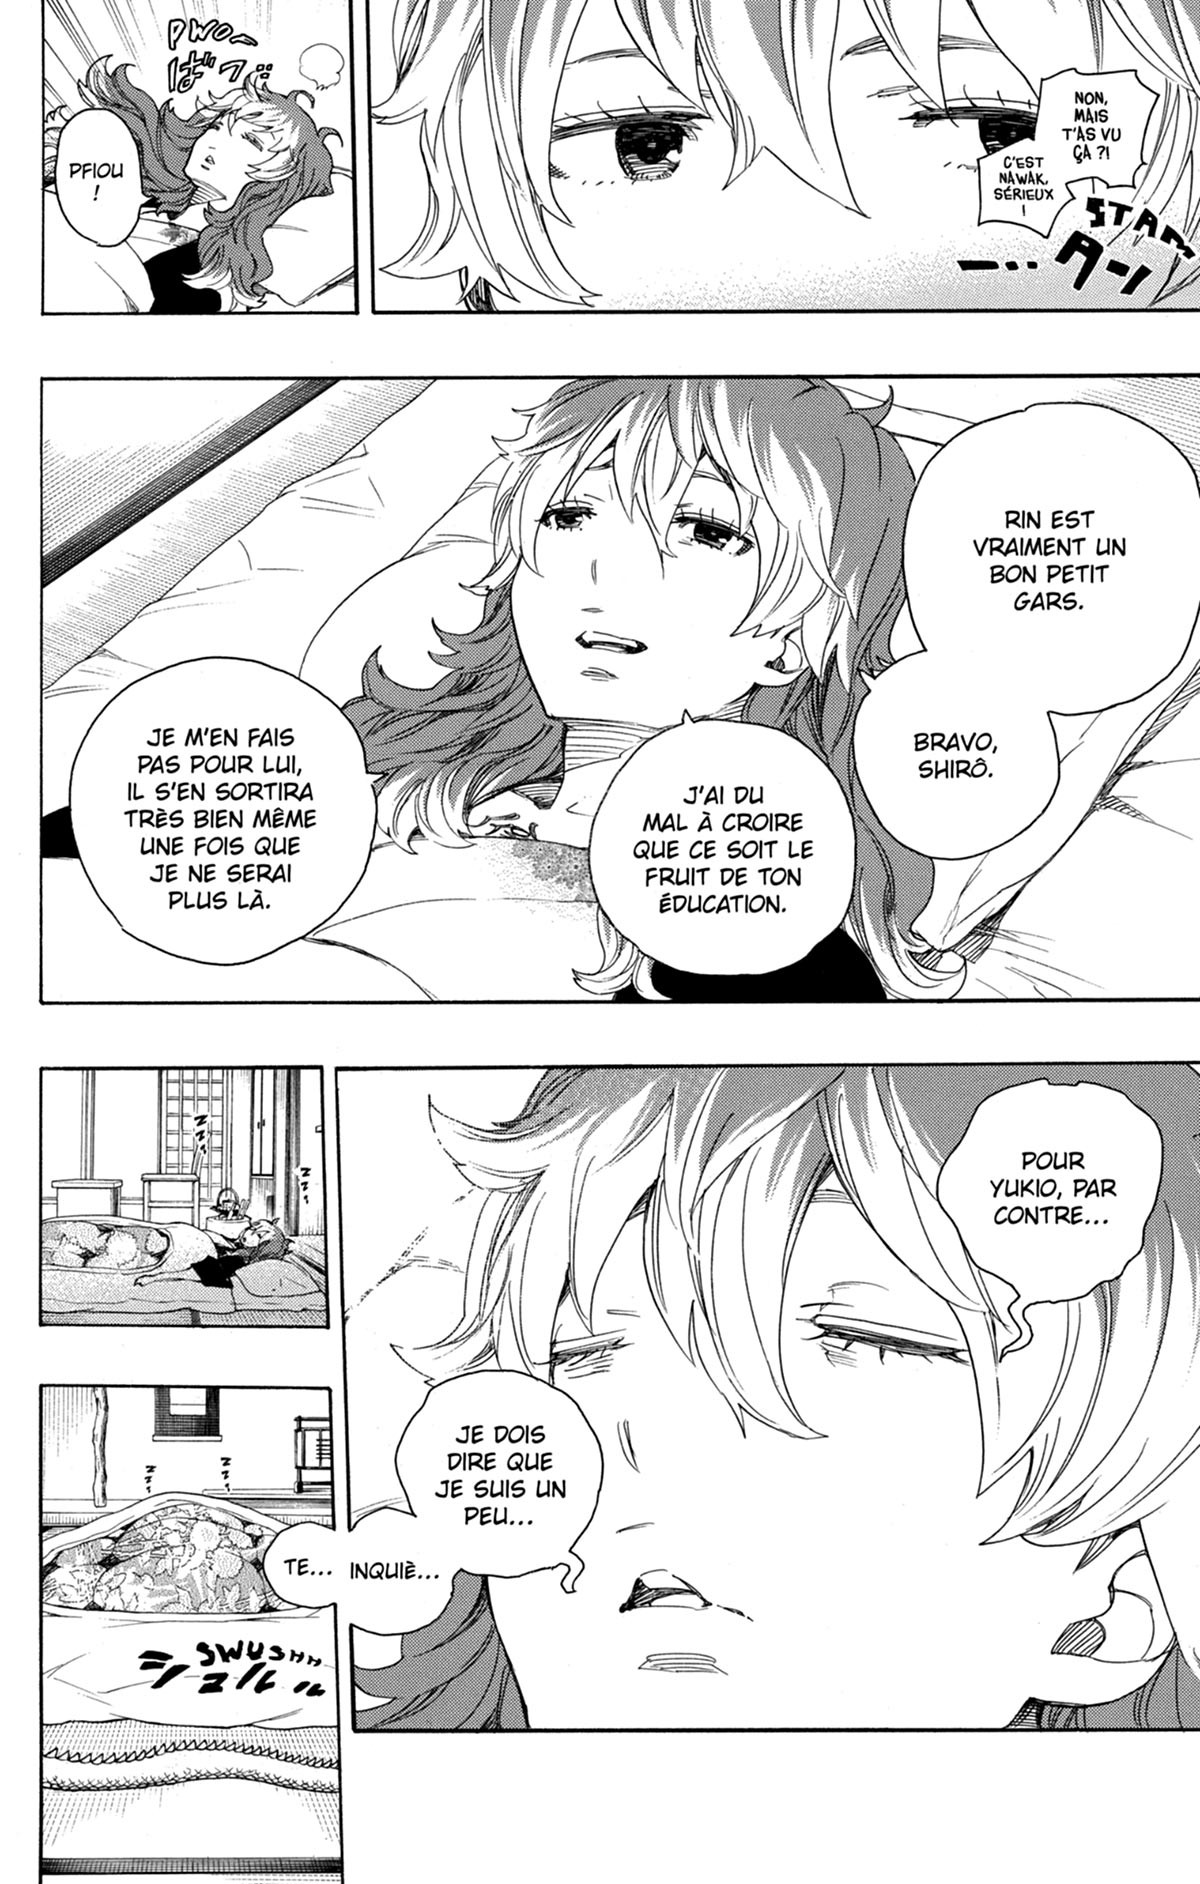 NON,
MAIS
T'AS VU
ÇA ?!
C'EST
NAWAK,
SÉRIEUX
!
STAM
タン
PWO~
ばっ
PFIOU
!
RIN EST
VRAIMENT UN
BON PETIT
GARS.
BRAVO,
SHIRÔ.
J'AI DU
MAL À CROIRE
QUE CE SOIT LE
FRUIT DE TON
ÉDUCATION.
JE M'EN FAIS
PAS POUR LUI,
IL S'EN SORTIRA
TRÈS BIEN MÊME
UNE FOIS QUE
JE NE SERAI
PLUS LÀ.
POUR
YUKIO, PAR
CONTRE...
JE DOIS
DIRE QUE
JE SUIS UN
PEU...
INQUIÈ...
TE...
z z z
z z z
z z z
z z z
SWUSHH
シュルル